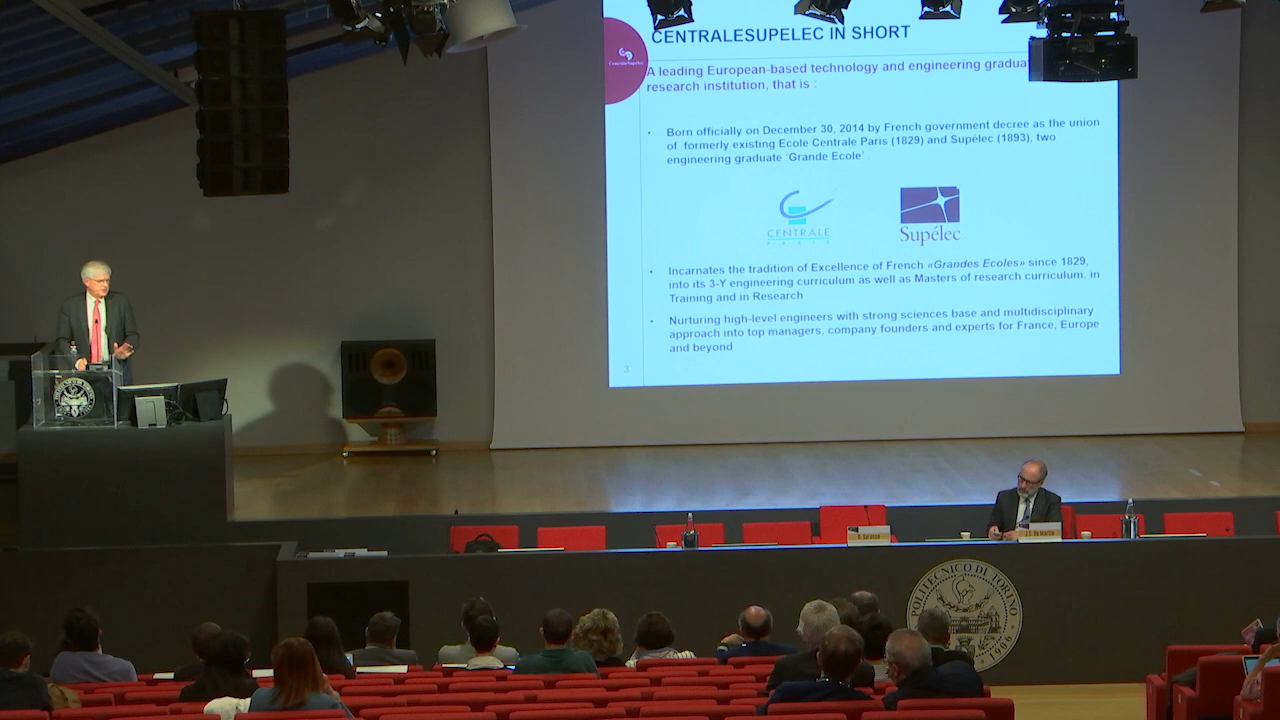 CENTRALESUPELEC IN SHORT
CentraleSupélec
A leading European-based technology and engineering
research institution, that is :
• Born officially on December 30, 2014 by French government decree as the union
of formerly existing Ecole Centrale Paris (1829) and Supélec (1893), two
engineering graduate ‘Grande Ecole’ .
CENTRALE
PARIS
Supélec
• Incarnates the tradition of Excellence of French «Grandes Ecoles» since 1829,
into its 3-Y engineering curriculum as well as Masters of research curriculum, in
Training and in Research
• Nurturing high-level engineers with strong sciences base and multidisciplinary
approach into top managers, company founders and experts for France, Europe
and beyond
3
J.C. De Martin
POLITECNICO DI TORINO
1906